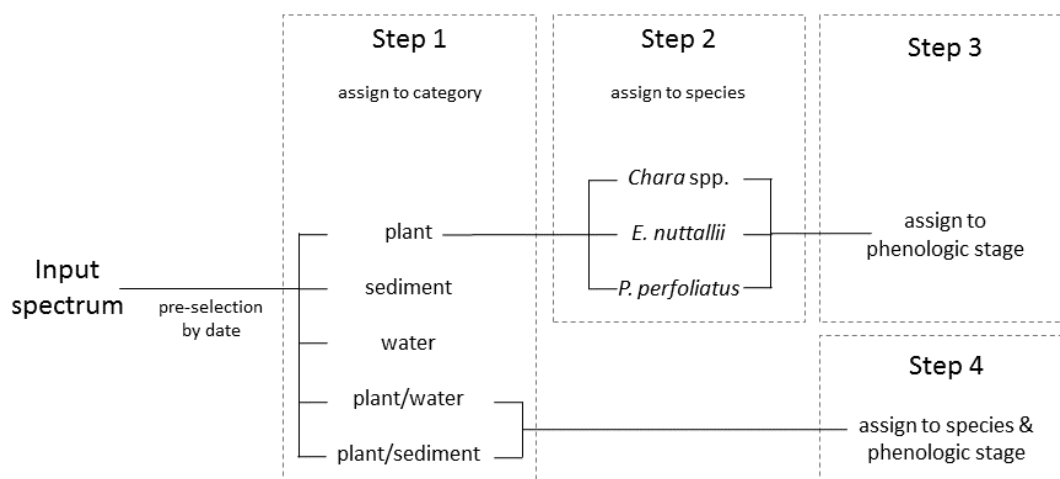 Step 1
assign to category
Step 2
assign to species
Step 3
Input
spectrum
pre-selection
by date
plant
sediment
water
plant/water
plant/sediment
Chara spp.
E. nuttallii
P. perfoliatus
assign to
phenologic stage
Step 4
assign to species &
phenologic stage